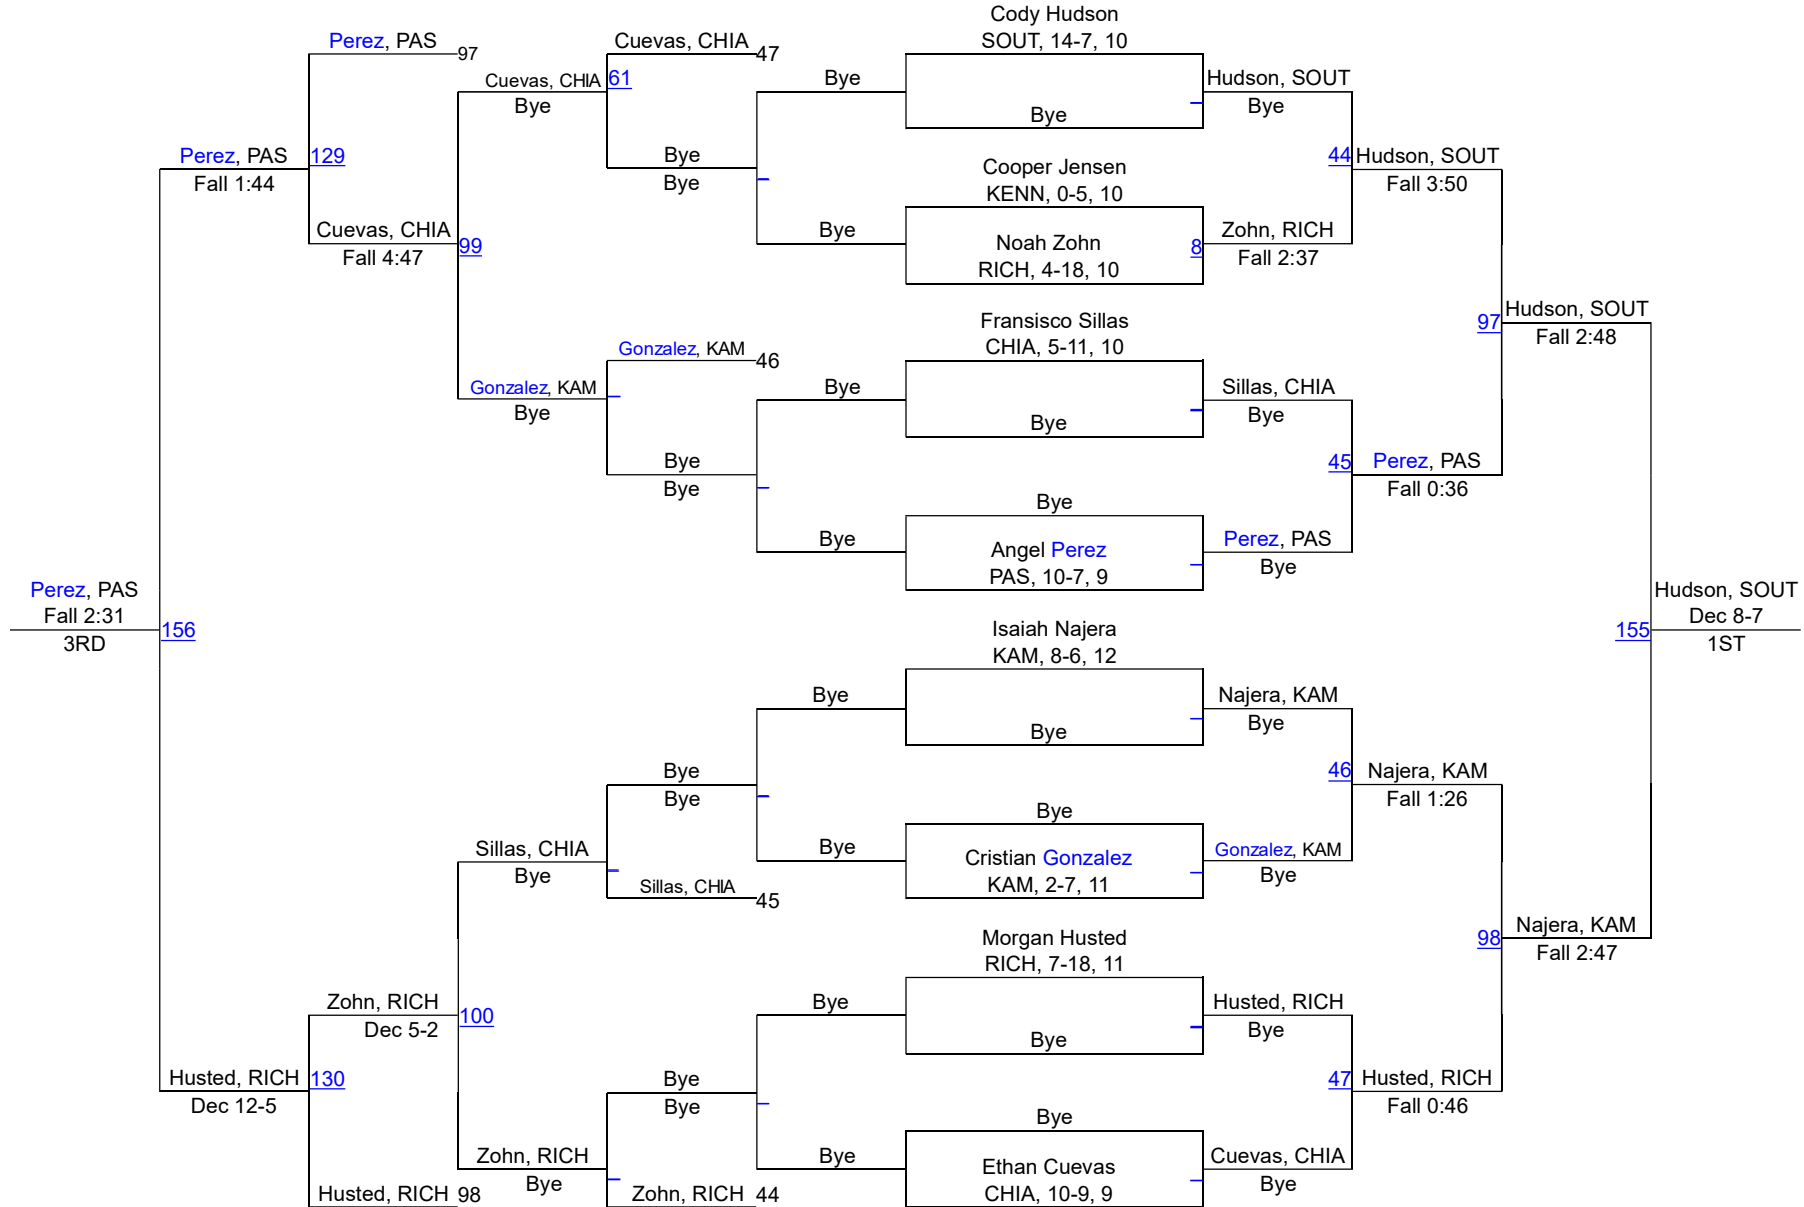 Cody Hudson
SOUT, 14-7, 10
Perez, PAS
97
Cuevas, CHIA
47
Cuevas, CHIA
61
Bye
Bye
Hudson, SOUT
Bye
Bye
Perez, PAS
129
Fall 1:44
Bye
Bye
Cooper Jensen
KENN, 0-5, 10
44
Hudson, SOUT
Fall 3:50
Cuevas, CHIA
99
Fall 4:47
Bye
Noah Zohn
RICH, 4-18, 10
8
Zohn, RICH
Fall 2:37
Fransisco Sillas
CHIA, 5-11, 10
97
Hudson, SOUT
Fall 2:48
Gonzalez, KAM
46
Gonzalez, KAM
Bye
Bye
Bye
Sillas, CHIA
Bye
Bye
Bye
45
Perez, PAS
Fall 0:36
Bye
Bye
Angel Perez
PAS, 10-7, 9
Perez, PAS
Bye
Perez, PAS
Fall 2:31
3RD
156
155
Hudson, SOUT
Dec 8-7
1ST
Isaiah Najera
KAM, 8-6, 12
Bye
Bye
Najera, KAM
Bye
Bye
Bye
46
Najera, KAM
Fall 1:26
Sillas, CHIA
Bye
Sillas, CHIA
45
Bye
Bye
Cristian Gonzalez
KAM, 2-7, 11
Gonzalez, KAM
Bye
Morgan Husted
RICH, 7-18, 11
98
Najera, KAM
Fall 2:47
Zohn, RICH
100
Dec 5-2
Bye
Bye
Husted, RICH
Bye
Husted, RICH
130
Dec 12-5
Bye
Bye
47
Husted, RICH
Fall 0:46
Zohn, RICH
Bye
Bye
Bye
Ethan Cuevas
CHIA, 10-9, 9
Cuevas, CHIA
Bye
Husted, RICH
98
Zohn, RICH
44